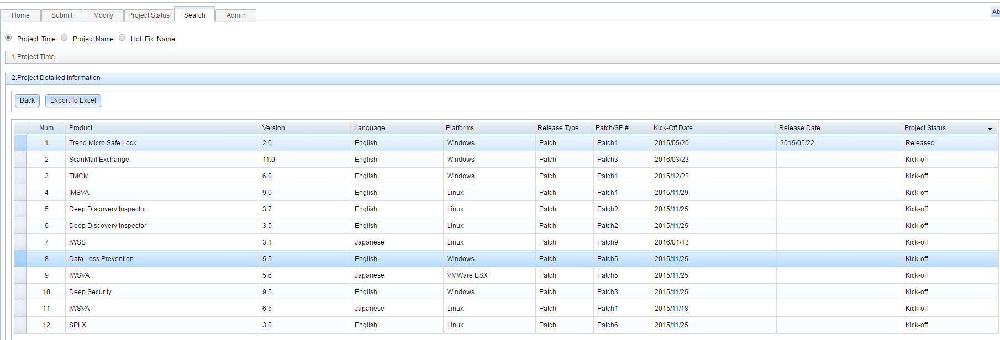 Home Submit Modify Project Status Search Admin Ab
Project Time Project Name Hot Fix Name
1.Project Time
2.Project Detailed Information
Back Export To Excel
Num Product Version Language Platforms Release Type Patch/SP # Kick-Off Date Release Date Project Status
1 Trend Micro Safe Lock 2.0 English Windows Patch Patch1 2015/05/20 2015/05/22 Released
2 ScanMail Exchange 11.0 English Windows Patch Patch3 2016/03/23 Kick-off
3 TMCM 6.0 English Windows Patch Patch1 2015/12/22 Kick-off
4 IMSVA 9.0 English Linux Patch Patch1 2015/11/29 Kick-off
5 Deep Discovery Inspector 3.7 English Linux Patch Patch2 2015/11/25 Kick-off
6 Deep Discovery Inspector 3.5 English Linux Patch Patch2 2015/11/25 Kick-off
7 IWSS 3.1 Japanese Linux Patch Patch9 2016/01/13 Kick-off
8 Data Loss Prevention 5.5 English Windows Patch Patch5 2015/11/25 Kick-off
9 IWSVA 5.6 Japanese VMWare ESX Patch Patch5 2015/11/25 Kick-off
10 Deep Security 9.5 English Windows Patch Patch3 2015/11/25 Kick-off
11 IWSVA 6.5 Japanese Linux Patch Patch1 2015/11/18 Kick-off
12 SPLX 3.0 English Linux Patch Patch6 2015/11/25 Kick-off